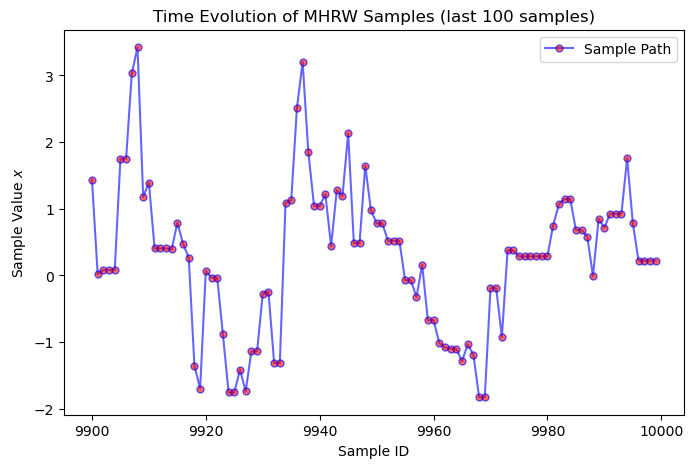 Time Evolution of MHRW Samples (last 100 samples)
Sample Path
Sample Value x
3
2
1
0
−1
−2
9900 9920 9940 9960 9980 10000
Sample ID